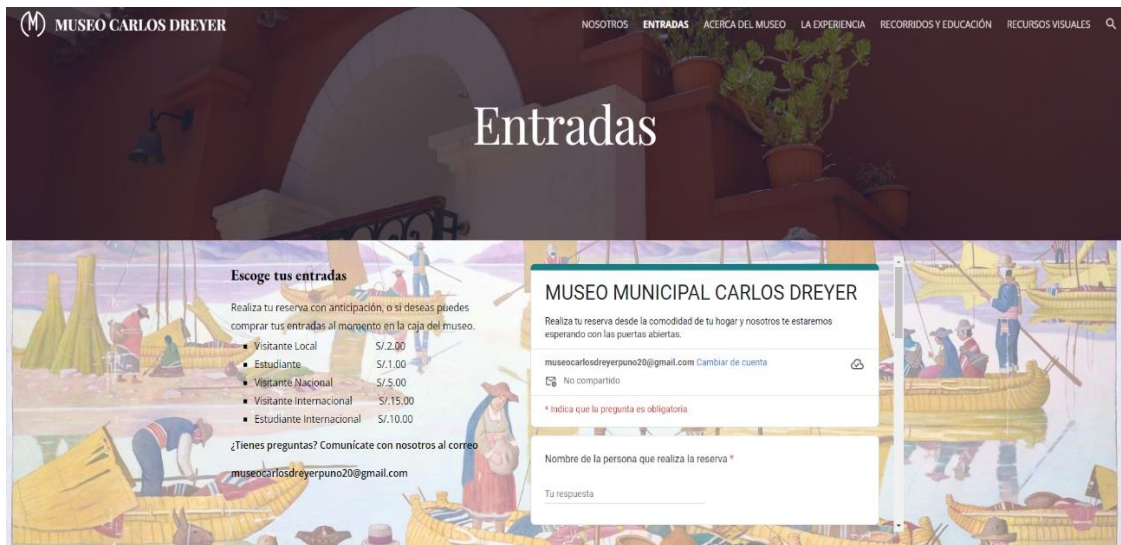 MUSEO CARLOS DREYER
NOSOTROS ENTRADAS ACERCA DEL MUSEO LA EXPERIENCIA RECORRIDOS Y EDUCACIÓN RECURSOS VISUALES
Entradas
Escoge tus entradas
Realiza tu reserva con anticipación, o si deseas puedes
comprar tus entradas al momento en la caja del museo.
Visitante Local S/.2.00
Estudiante S/.1.00
Visitante Nacional S/.5.00
Visitante Internacional S/.15.00
Estudiante Internacional S/.10.00
¿Tienes preguntas? Comunícate con nosotros al correo
museocarlosdreyerpuno20@gmail.com
MUSEO MUNICIPAL CARLOS DREYER
Realiza tu reserva desde la comodidad de tu hogar y nosotros te estaremos
esperando con las puertas abiertas.
museocarlosdreyerpuno20@gmail.com Cambiar de cuenta
No compartido
* Indica que la pregunta es obligatoria
Nombre de la persona que realiza la reserva *
Tu respuesta